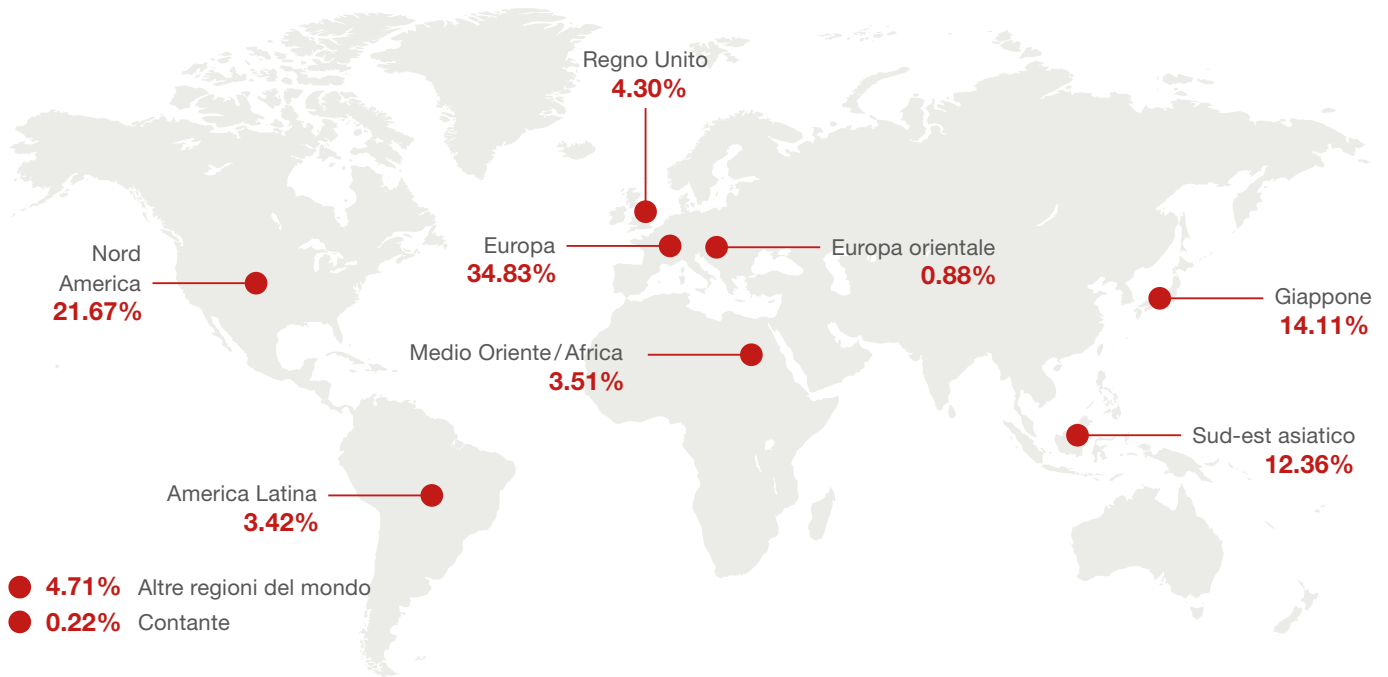 Regno Unito
4.30%
Nord
America
21.67%
Europa
34.83%
Europa orientale
0.88%
Giappone
14.11%
Medio Oriente/Africa
3.51%
Sud-est asiatico
12.36%
America Latina
3.42%
4.71% Altre regioni del mondo
0.22% Contante